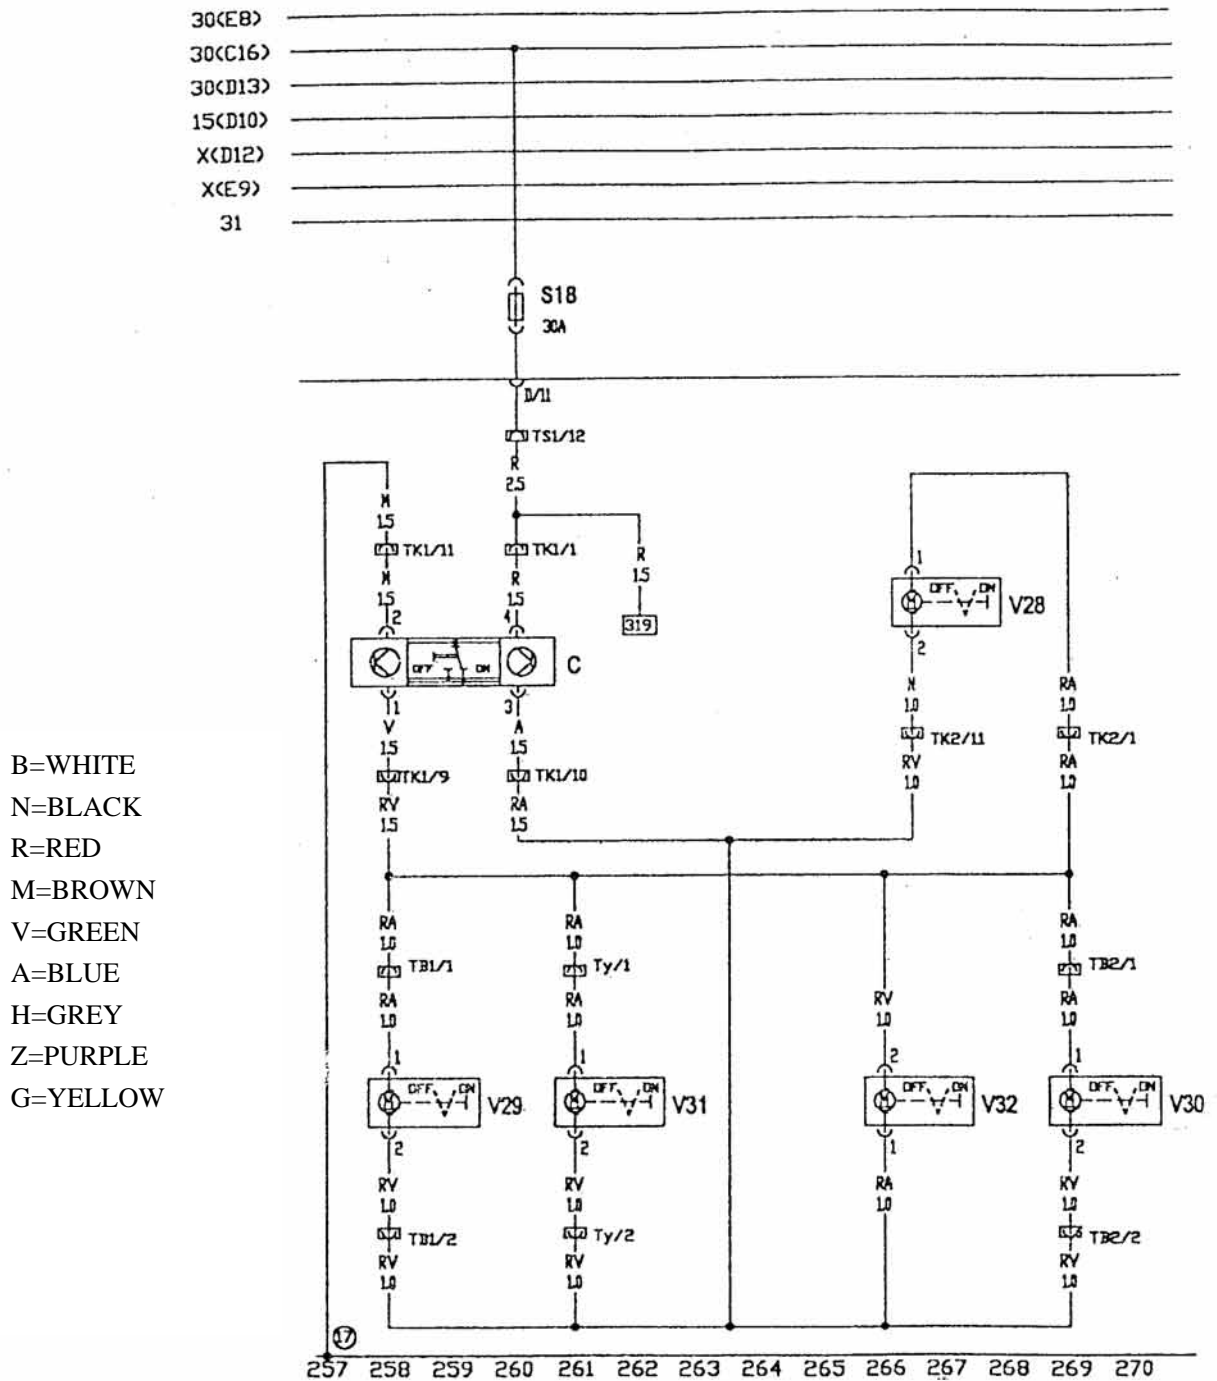 30(E8)
30(C16)
30(D13)
15(D10)
X(D12)
X(E9)
31
S18
30A
D/11
TS1/12
R
2.5
M
1.5
TK1/11
TK1/1
R
1.5
M
1.5
R
1.5
319
2
4
OFF ON
C
1
3
V
1.5
A
1.5
TK1/9
TK1/10
RV
1.5
RA
1.5
1
OFF ON
M
V28
2
M
1.0
RA
1.0
TK2/11
TK2/1
RV
1.0
RA
1.0
B=WHITE
N=BLACK
R=RED
M=BROWN
V=GREEN
A=BLUE
H=GREY
Z=PURPLE
G=YELLOW
RA
1.0
RA
1.0
RA
1.0
TB1/1
Ty/1
TB2/1
RA
1.0
RA
1.0
RV
1.0
RA
1.0
1
1
2
1
OFF ON
M
V29
OFF ON
M
V31
OFF ON
M
V32
OFF ON
M
V30
2
2
1
2
RV
1.0
RV
1.0
RA
1.0
RV
1.0
TB1/2
Ty/2
TB2/2
RV
1.0
RV
1.0
RV
1.0
17
257 258 259 260 261 262 263 264 265 266 267 268 269 270